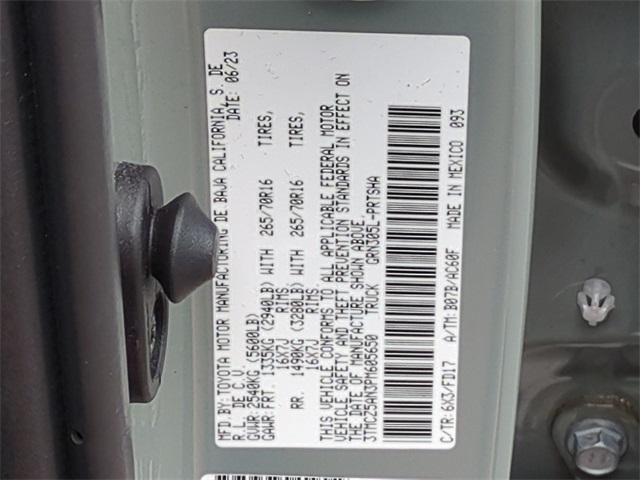 MFD.BY: TOYOTA MOTOR MANUFACTURING DE BAJA CALIFORNIA, S. DE
R.L. DE C.V. DATE: 06/23
GVWR: 2540KG (5600LB)
GAWR: FRT. 1335KG (2940LB) WITH 265/70R16 TIRES,
16X7J RIMS
RR. 1490KG (3280LB) WITH 265/70R16 TIRES,
16X7J RIMS.
THIS VEHICLE CONFORMS TO ALL APPLICABLE FEDERAL MOTOR
VEHICLE SAFETY AND THEFT PREVENTION STANDARDS IN EFFECT ON
THE DATE OF MANUFACTURE SHOWN ABOVE.
3TMCZ5AN3PM605650 TRUCK GRN305L-PRTSHA
C/TR: 6X3/FD17 A/TM: B07B/AC60F MADE IN MEXICO 093